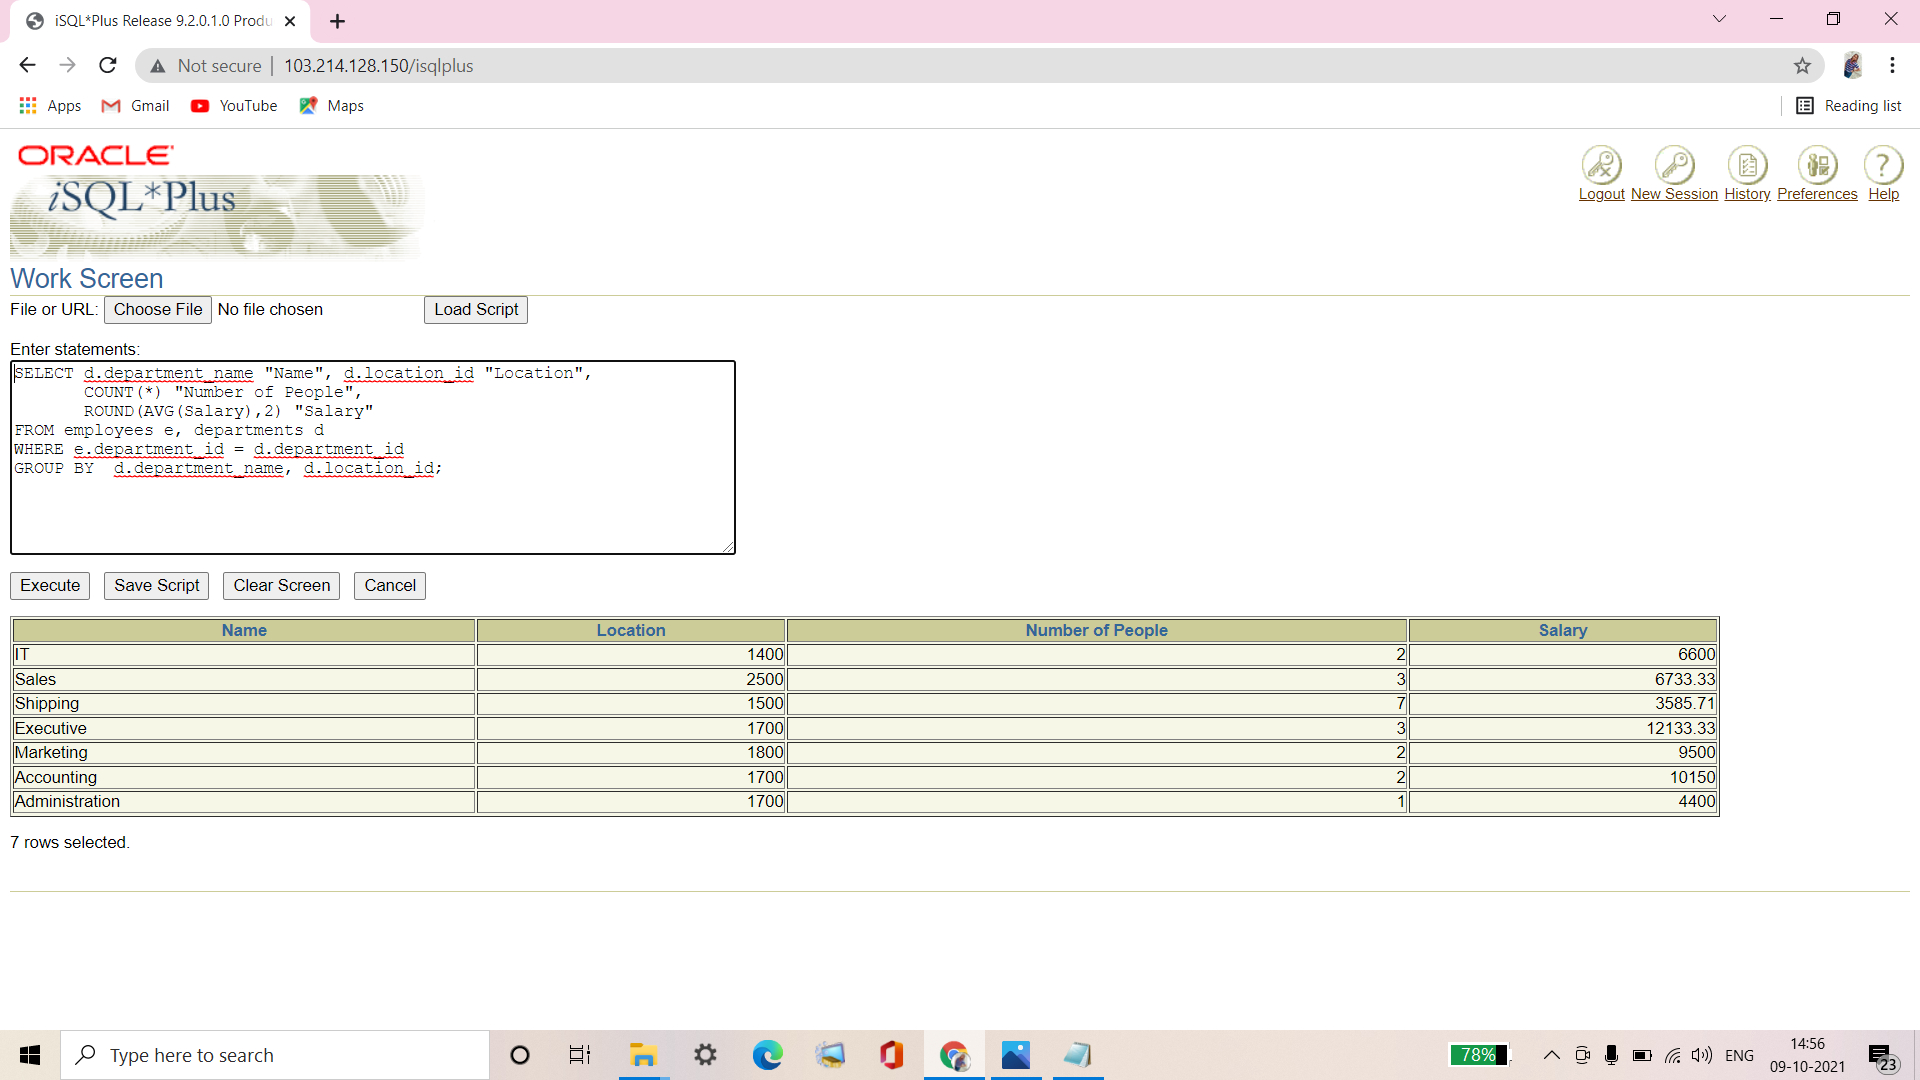 iSQL*Plus Release 9.2.0.1.0 Produ
Not secure
103.214.128.150/isqlplus
Apps
Gmail
YouTube
Maps
Reading list
ORACLE
iSQL*Plus
Logout
New Session
History
Preferences
Help
Work Screen
File or URL: Choose File No file chosen Load Script
Enter statements:
SELECT d.department_name "Name", d.location_id "Location",
COUNT(*) "Number of People",
ROUND(AVG(Salary),2) "Salary"
FROM employees e, departments d
WHERE e.department_id = d.department_id
GROUP BY d.department_name, d.location_id;
Execute Save Script Clear Screen Cancel
Name Location Number of People Salary
IT 1400 2 6600
Sales 2500 3 6733.33
Shipping 1500 7 3585.71
Executive 1700 3 12133.33
Marketing 1800 2 9500
Accounting 1700 2 10150
Administration 1700 1 4400
7 rows selected.
Type here to search
78%
ENG
14:56
09-10-2021
23